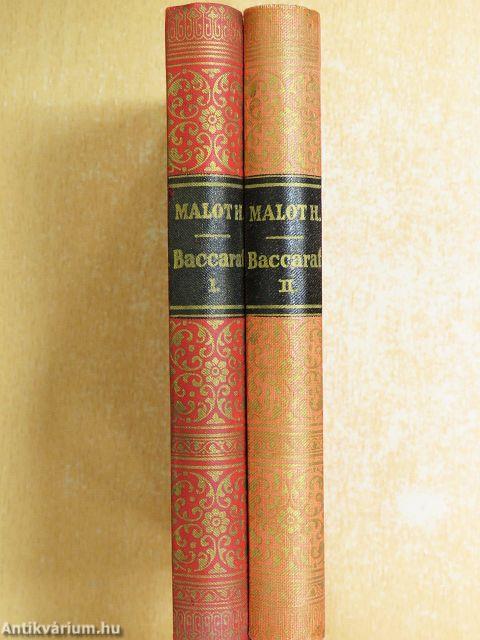 MALOT H.
Baccarat
I.
MALOT H.
Baccarat
II.
Antikvárium.hu